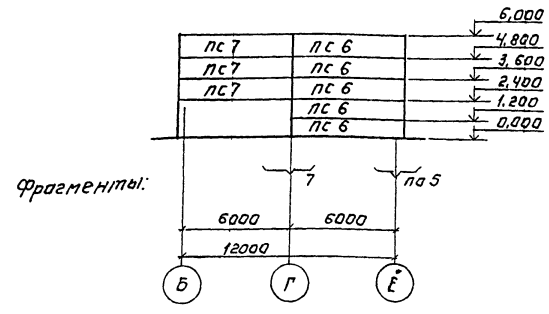 6,000
пс 7 пс 6 4,800
пс 7 пс 6 3,600
пс 7 пс 6 2,400
пс 6 1,200
пс 6 0,000
7 па 5
Фрагменты:
6000 6000
12000
Б Г Е*